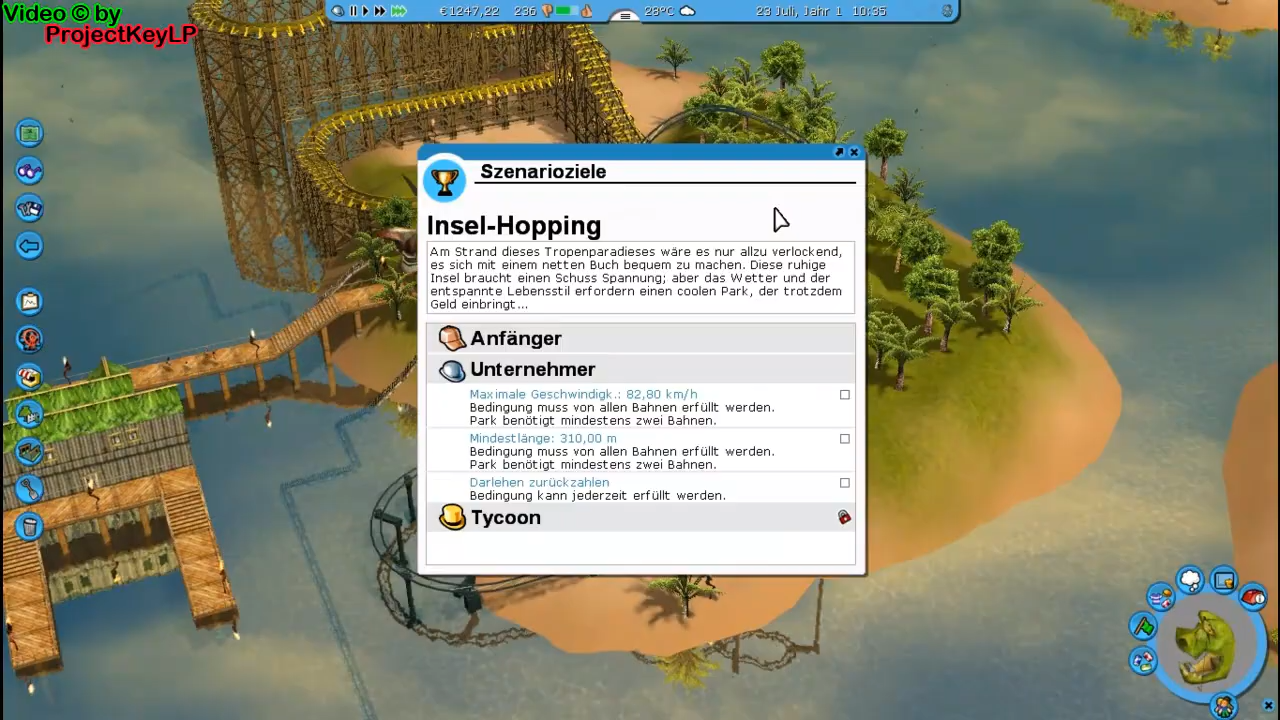 Video © by
ProjectKeyLP
€1247,22 236 28°C 23 Juli, Jahr 1 10:35
Szenarioziele
Insel-Hopping
Am Strand dieses Tropenparadieses wäre es nur allzu verlockend,
es sich mit einem netten Buch bequem zu machen. Diese ruhige
Insel braucht einen Schuss Spannung; aber das Wetter und der
entspannte Lebensstil erfordern einen coolen Park, der trotzdem
Geld einbringt...
Anfänger
Unternehmer
Maximale Geschwindigk.: 82,80 km/h
Bedingung muss von allen Bahnen erfüllt werden.
Park benötigt mindestens zwei Bahnen.
Mindestlänge: 310,00 m
Bedingung muss von allen Bahnen erfüllt werden.
Park benötigt mindestens zwei Bahnen.
Darlehen zurückzahlen
Bedingung kann jederzeit erfüllt werden.
Tycoon